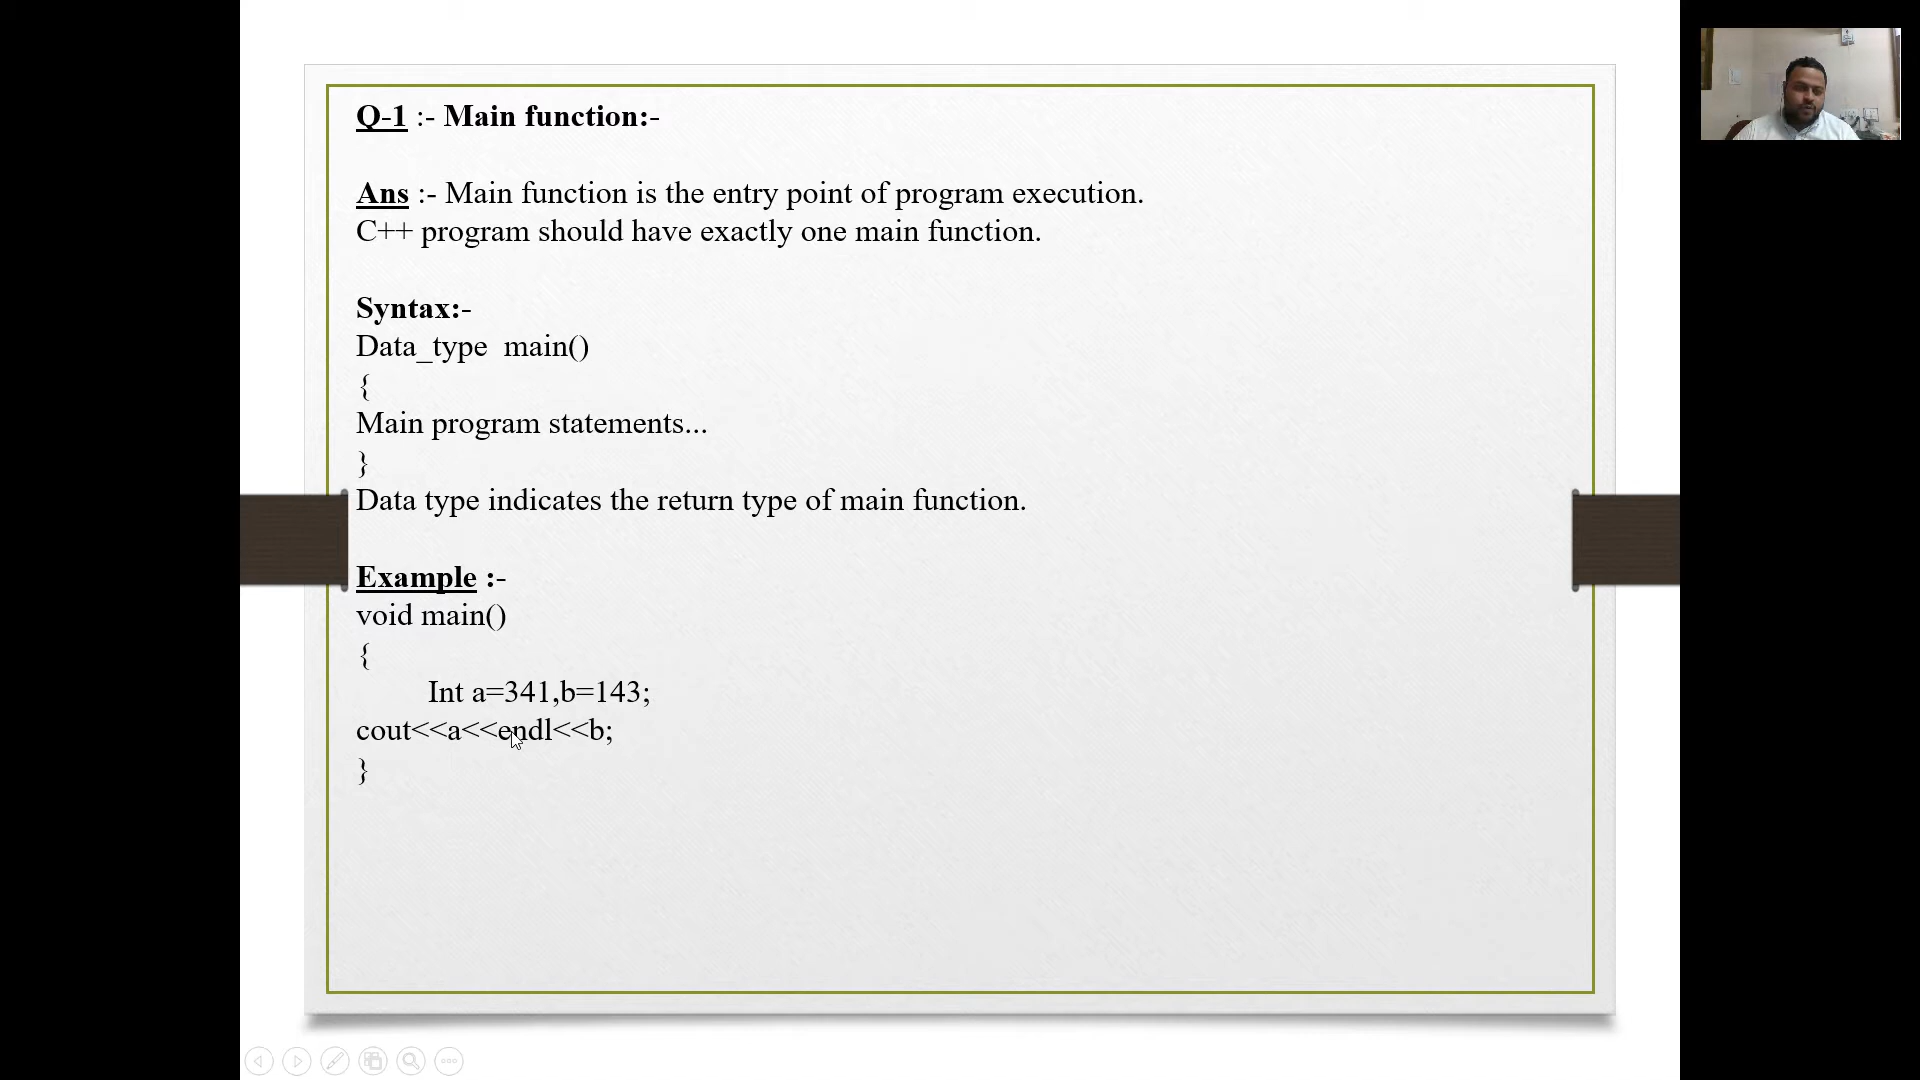 Q-1 :- Main function:-
Ans :- Main function is the entry point of program execution.
C++ program should have exactly one main function.
Syntax:-
Data_type  main()
{
Main program statements...
}
Data type indicates the return type of main function.
Example :-
void main()
{
Int a=341,b=143;
cout<<a<<endl<<b;
}